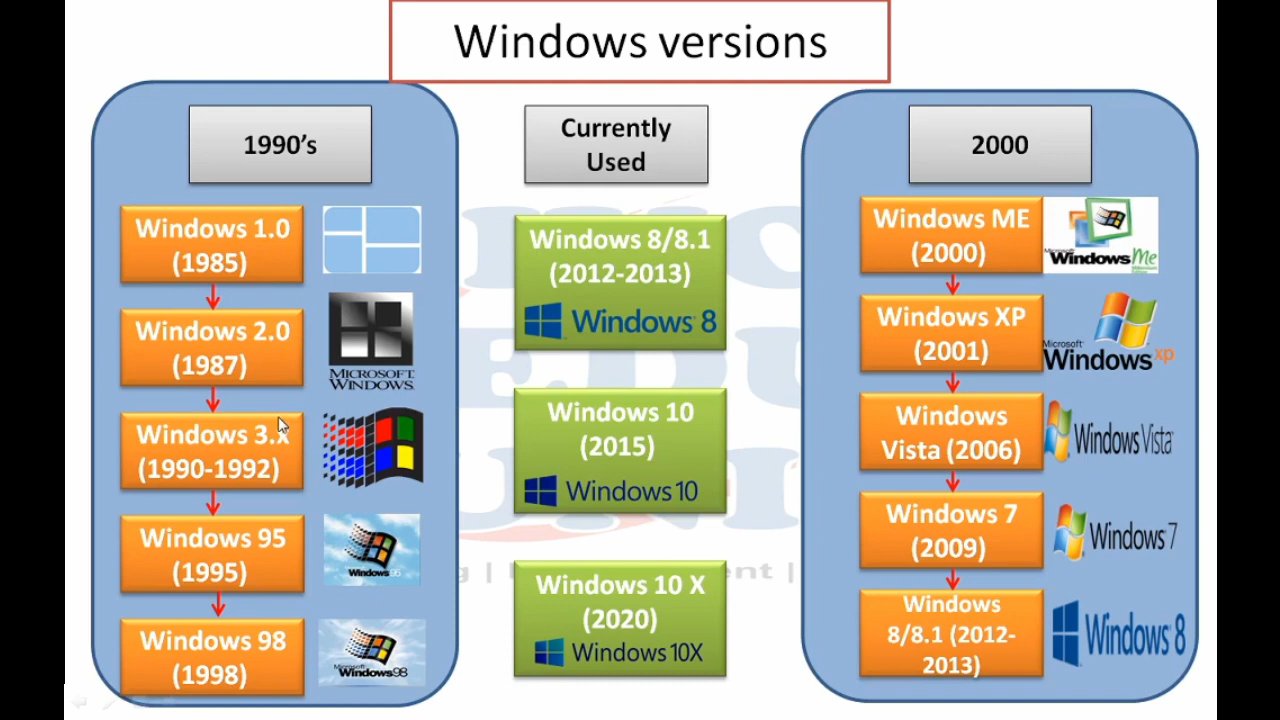 Windows versions
1990's
Windows 1.0
(1985)
Windows 2.0
(1987)
MICROSOFT
WINDOWS
Windows 3.x
(1990-1992)
Windows 95
(1995)
Windows 95
Windows 98
(1998)
Microsoft
Windows 98
Currently
Used
Windows 8/8.1
(2012-2013)
Windows 8
Windows 10
(2015)
Windows 10
Windows 10 X
(2020)
Windows 10X
2000
Windows ME
(2000)
Microsoft
Windows Me
Windows XP
(2001)
Microsoft
Windows xp
Windows
Vista (2006)
Windows Vista
Windows 7
(2009)
Windows 7
Windows
8/8.1 (2012-
2013)
Windows 8